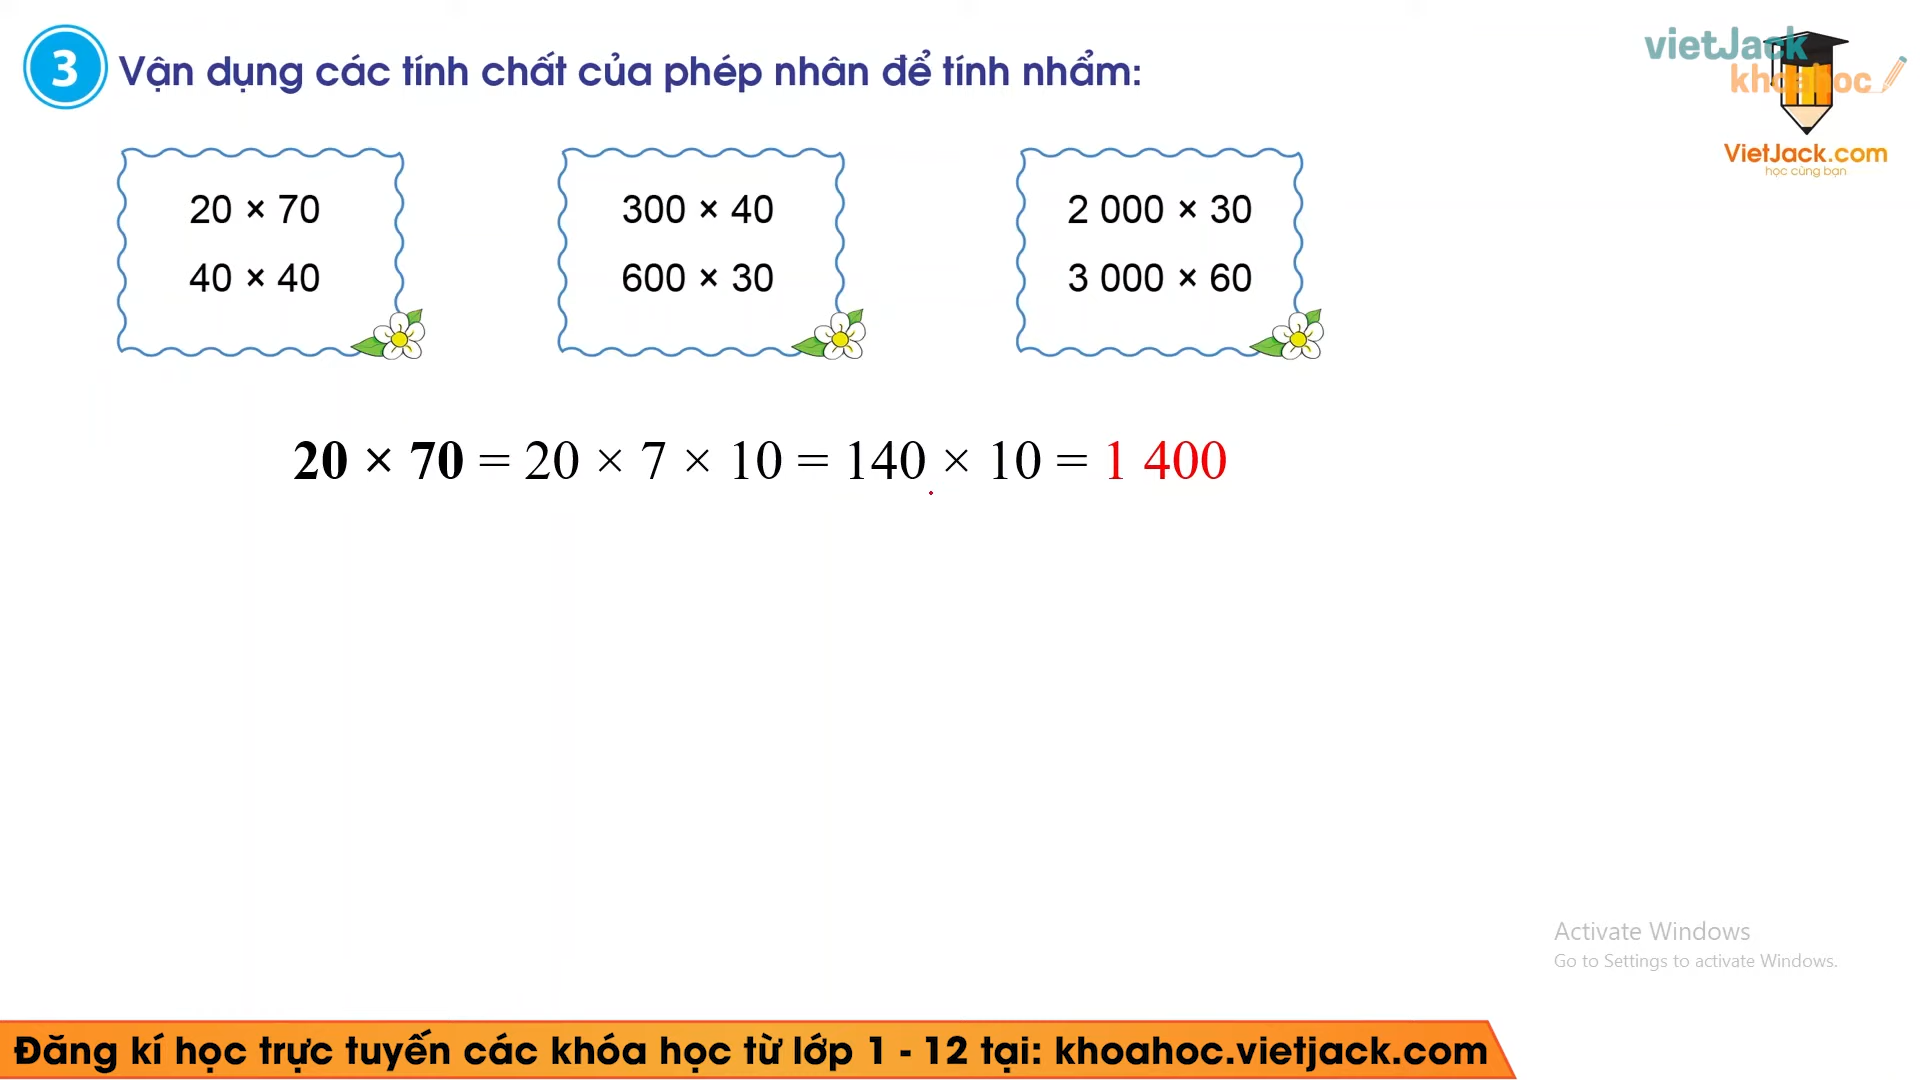 3 Vận dụng các tính chất của phép nhân để tính nhẩm:
vietJack
khoahoc
VietJack.com
học cùng bạn
20 × 70
40 × 40
300 × 40
600 × 30
2 000 × 30
3 000 × 60
20 × 70 = 20 × 7 × 10 = 140 × 10 = 1 400
Activate Windows
Go to Settings to activate Windows.
Đăng kí học trực tuyến các khóa học từ lớp 1 - 12 tại: khoahoc.vietjack.com